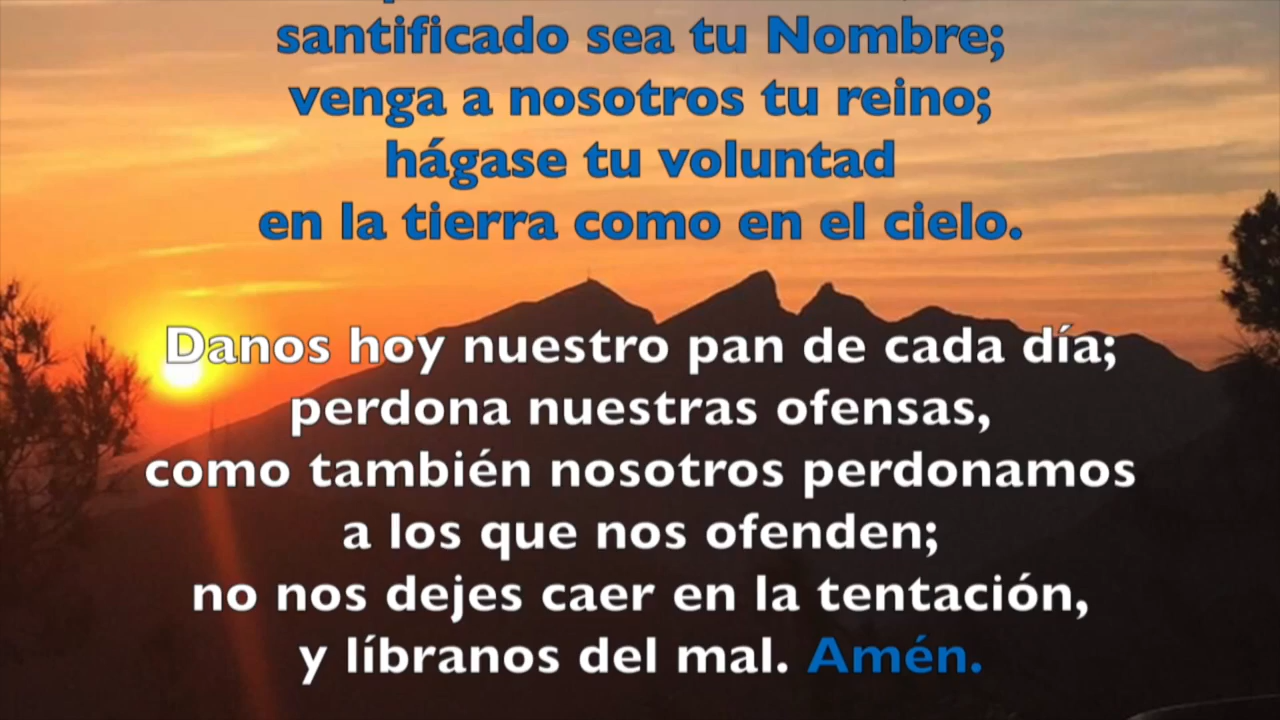 santificado sea tu Nombre;
venga a nosotros tu reino;
hágase tu voluntad
en la tierra como en el cielo.
Danos hoy nuestro pan de cada día;
perdona nuestras ofensas,
como también nosotros perdonamos
a los que nos ofenden;
no nos dejes caer en la tentación,
y líbranos del mal. Amén.